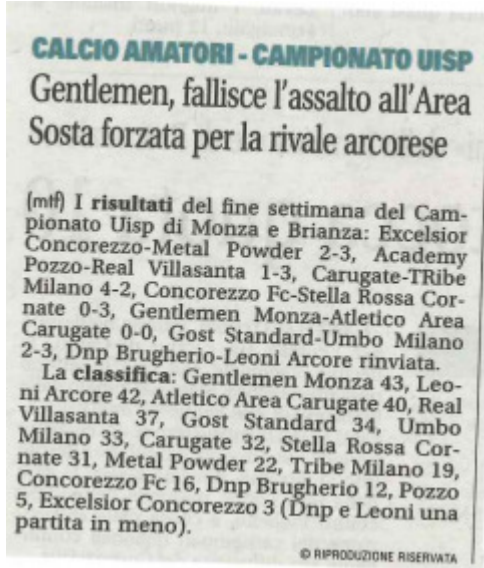 CALCIO AMATORI - CAMPIONATO UISP
Gentlemen, fallisce l'assalto all'Area
Sosta forzata per la rivale arcorese
(mtf) I risultati del fine settimana del Cam-
pionato Uisp di Monza e Brianza: Excelsior
Concorezzo-Metal Powder 2-3, Academy
Pozzo-Real Villasanta 1-3, Carugate-TRibe
Milano 4-2, Concorezzo Fc-Stella Rossa Cor-
nate 0-3, Gentlemen Monza-Atletico Area
Carugate 0-0, Gost Standard-Umbo Milano
2-3, Dnp Brugherio-Leoni Arcore rinviata.
La classifica: Gentlemen Monza 43, Leo-
ni Arcore 42, Atletico Area Carugate 40, Real
Villasanta 37, Gost Standard 34, Umbo
Milano 33, Carugate 32, Stella Rossa Cor-
nate 31, Metal Powder 22, Tribe Milano 19,
Concorezzo Fc 16, Dnp Brugherio 12, Pozzo
5, Excelsior Concorezzo 3 (Dnp e Leoni una
partita in meno).
© RIPRODUZIONE RISERVATA